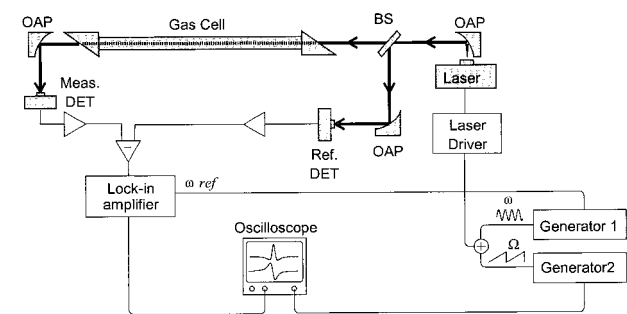 OAP
Gas Cell
BS
OAP
Meas.
DET
Laser
Ref.
DET
OAP
Laser
Driver
−
Lock-in
amplifier
ω ref
Oscilloscope
ω
Generator 1
Ω
Generator2